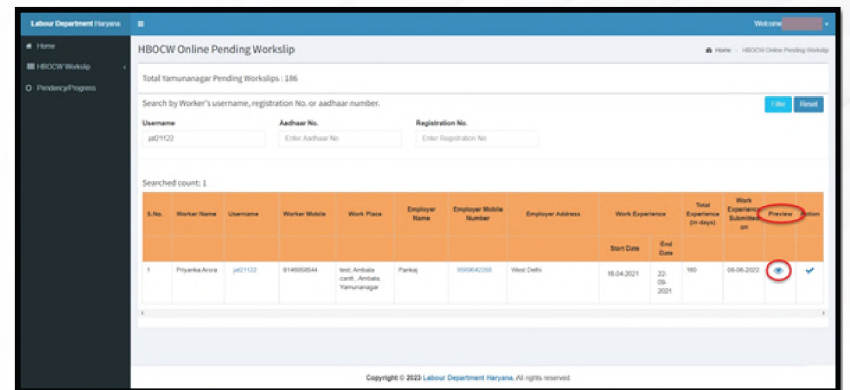 Labour Department Haryana
Welcome
Home
HBOCW Workslip
Pendency/Progress
HBOCW Online Pending Workslip
Home - HBOCW Online Pending Workslip
Total Yamunanagar Pending Workslips : 186
Search by Worker's username, registration No. or aadhaar number.
Filter Reset
Username Aadhaar No. Registration No.
jat21122 Enter Aadhaar No Enter Registration No
Searched count: 1
S.No. Worker Name Username Worker Mobile Work Place Employer Name Employer Mobile Number Employer Address Work Experience Total Experience (in days) Work Experience Submitted on Preview Action
Start Date End Date
1 Priyanka Arora jat21122 test, Ambala cantt , Ambala, Yamunanagar Pankaj West Delhi 16-04-2021 22-09-2021 160 08-06-2022
Copyright © 2023 Labour Department Haryana. All rights reserved.